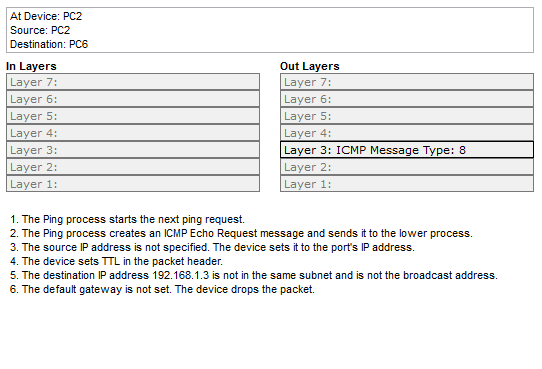 At Device: PC2
Source: PC2
Destination: PC6
In Layers
Layer 7:
Layer 6:
Layer 5:
Layer 4:
Layer 3:
Layer 2:
Layer 1:
Out Layers
Layer 7:
Layer 6:
Layer 5:
Layer 4:
Layer 3: ICMP Message Type: 8
Layer 2:
Layer 1:
1. The Ping process starts the next ping request.
2. The Ping process creates an ICMP Echo Request message and sends it to the lower process.
3. The source IP address is not specified. The device sets it to the port's IP address.
4. The device sets TTL in the packet header.
5. The destination IP address 192.168.1.3 is not in the same subnet and is not the broadcast address.
6. The default gateway is not set. The device drops the packet.